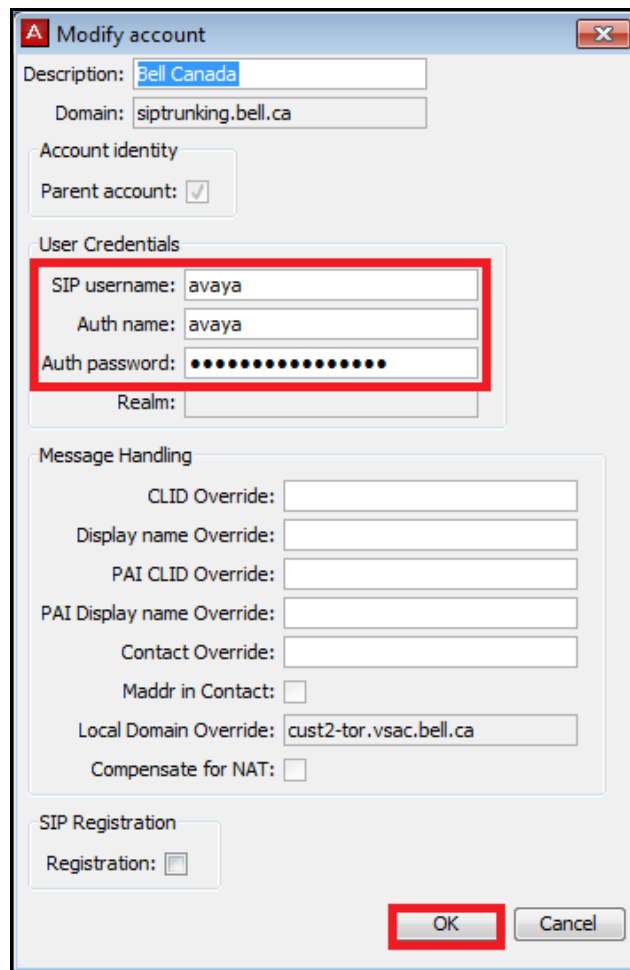 A Modify account
Description: Bell Canada
Domain: siptrunking.bell.ca
Account identity
Parent account:
User Credentials
SIP username: avaya
Auth name: avaya
Auth password: ●●●●●●●●●●●●●●●●
Realm:
Message Handling
CLID Override:
Display name Override:
PAI CLID Override:
PAI Display name Override:
Contact Override:
Maddr in Contact:
Local Domain Override: cust2-tor.vsac.bell.ca
Compensate for NAT:
SIP Registration
Registration:
OK Cancel